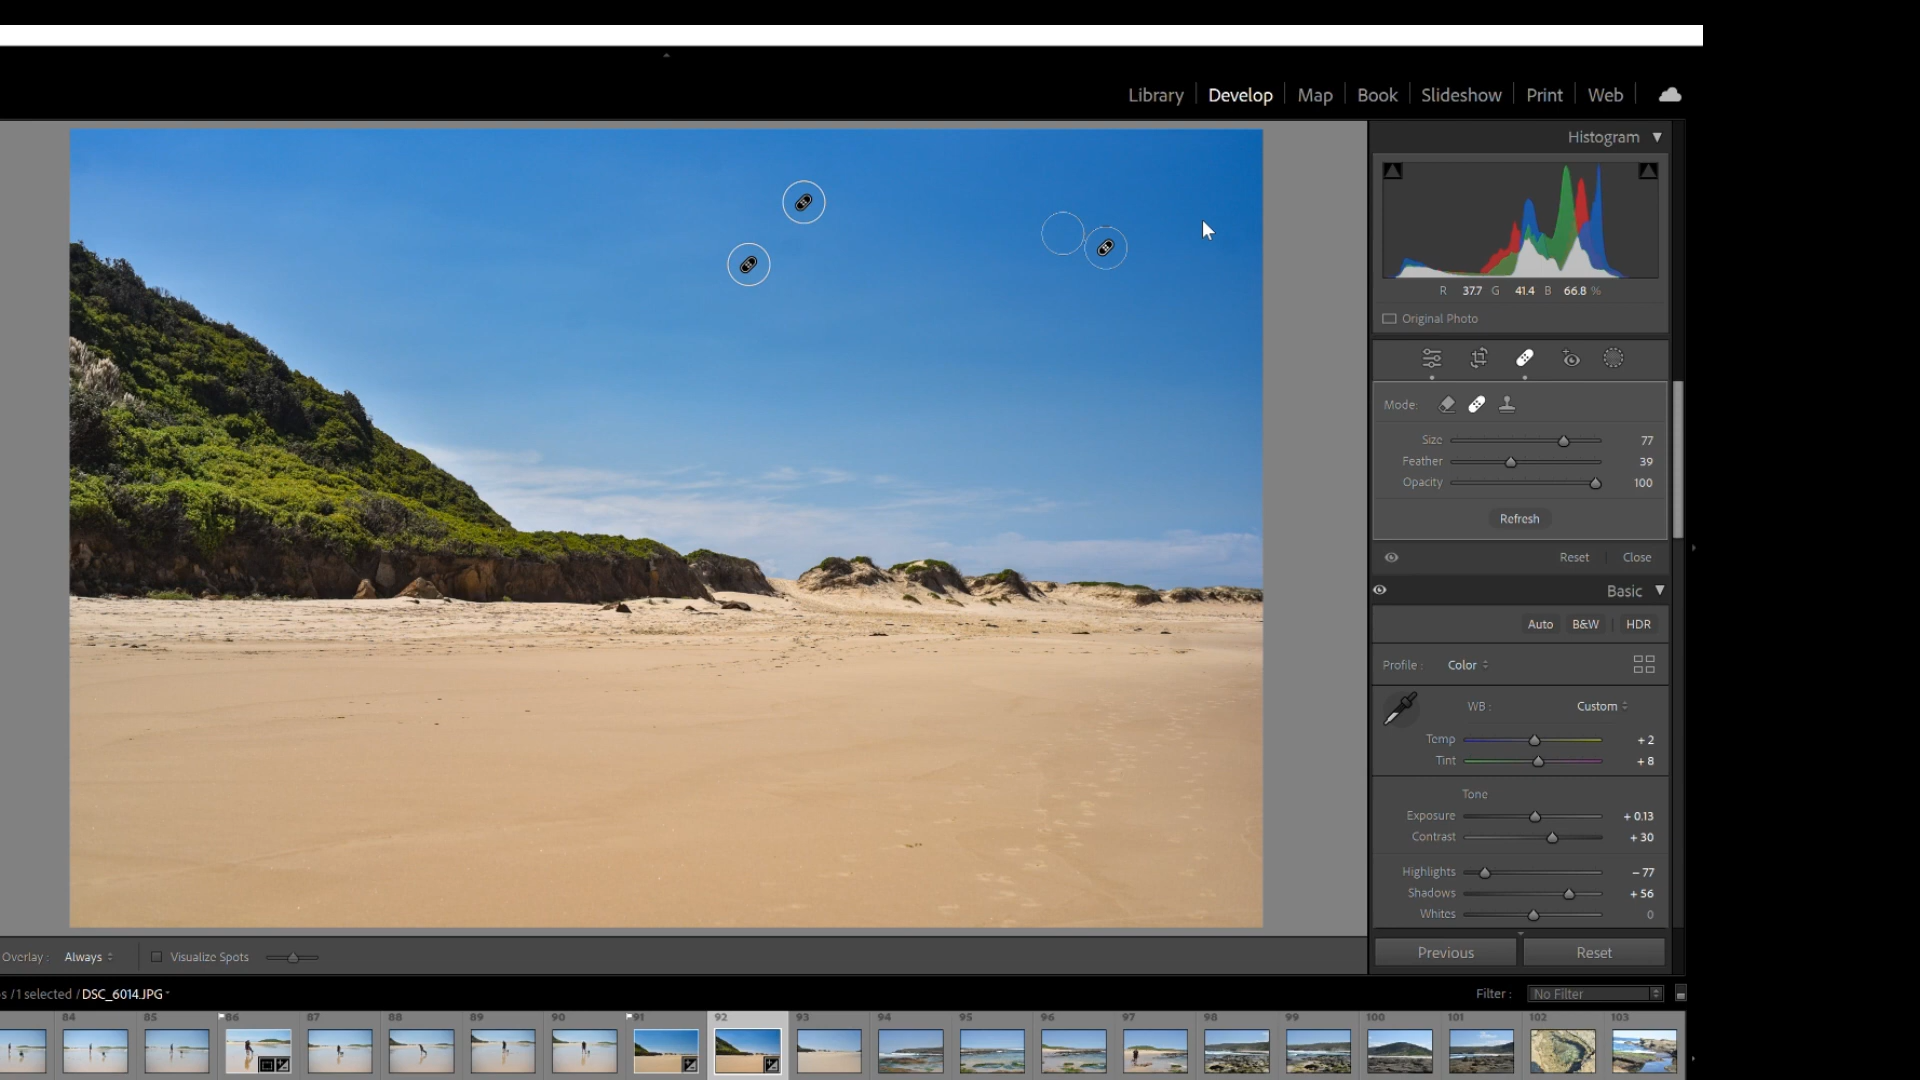 Library Develop Map Book Slideshow Print Web
Histogram
R 37.7 G 41.4 B 66.8 %
Original Photo
Mode:
Size 77
Feather 39
Opacity 100
Refresh
Reset Close
Basic
Auto B&W HDR
Profile : Color
WB : Custom
Temp + 2
Tint + 8
Tone
Exposure + 0.13
Contrast + 30
Highlights − 77
Shadows + 56
Whites 0
Previous Reset
Overlay : Always Visualize Spots
s / 1 selected / DSC_6014.JPG
Filter : No Filter
84 85 86 87 88 89 90 91 92 93 94 95 96 97 98 99 100 101 102 103